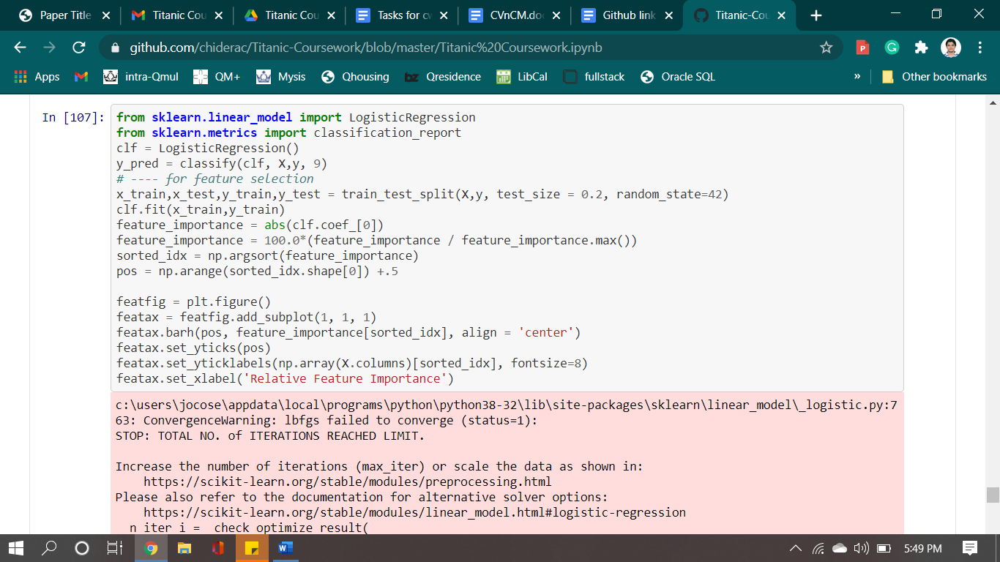 Paper Title
Titanic Cou
Titanic Cou
Tasks for cw
CVnCM.doc
Github link
Titanic-Cou
github.com/chiderac/Titanic-Coursework/blob/master/Titanic%20Coursework.ipynb
Apps
intra-Qmul
QM+
Mysis
Qhousing
Qresidence
LibCal
fullstack
Oracle SQL
»
Other bookmarks
In [107]:
from sklearn.linear_model import LogisticRegression
from sklearn.metrics import classification_report
clf = LogisticRegression()
y_pred = classify(clf, X,y, 9)
# ---- for feature selection
x_train,x_test,y_train,y_test = train_test_split(X,y, test_size = 0.2, random_state=42)
clf.fit(x_train,y_train)
feature_importance = abs(clf.coef_[0])
feature_importance = 100.0*(feature_importance / feature_importance.max())
sorted_idx = np.argsort(feature_importance)
pos = np.arange(sorted_idx.shape[0]) +.5
featfig = plt.figure()
featax = featfig.add_subplot(1, 1, 1)
featax.barh(pos, feature_importance[sorted_idx], align = 'center')
featax.set_yticks(pos)
featax.set_yticklabels(np.array(X.columns)[sorted_idx], fontsize=8)
featax.set_xlabel('Relative Feature Importance')
c:\users\jocose\appdata\local\programs\python\python38-32\lib\site-packages\sklearn\linear_model\_logistic.py:7
63: ConvergenceWarning: lbfgs failed to converge (status=1):
STOP: TOTAL NO. of ITERATIONS REACHED LIMIT.
Increase the number of iterations (max_iter) or scale the data as shown in:
https://scikit-learn.org/stable/modules/preprocessing.html
Please also refer to the documentation for alternative solver options:
https://scikit-learn.org/stable/modules/linear_model.html#logistic-regression
n_iter_i = _check_optimize_result(
5:49 PM